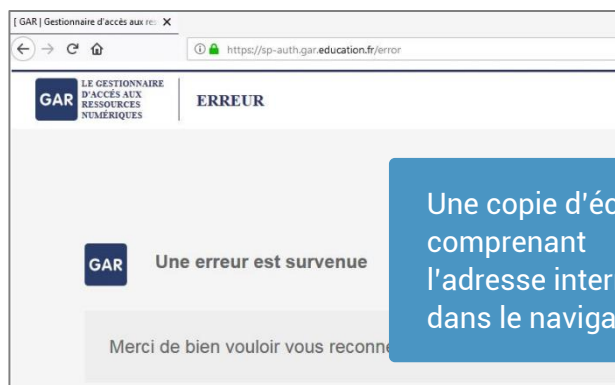 [ GAR | Gestionnaire d'accès aux res
https://sp-auth.gar.education.fr/error
GAR
LE GESTIONNAIRE
D'ACCÈS AUX
RESSOURCES
NUMÉRIQUES
ERREUR
Une copie d'éc
comprenant
l'adresse inter
dans le naviga
GAR
Une erreur est survenue
Merci de bien vouloir vous reconne